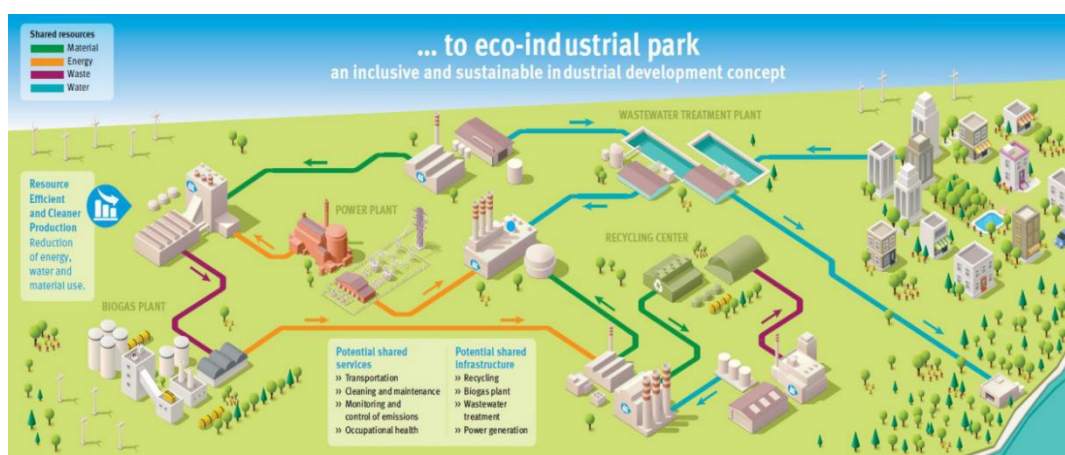 Shared resources
Material
Energy
Waste
Water
... to eco-industrial park
an inclusive and sustainable industrial development concept
WASTEWATER TREATMENT PLANT
Resource
Efficient
and Cleaner
Production
Reduction
of energy,
water and
material use.
POWER PLANT
RECYCLING CENTER
BIOGAS PLANT
Potential shared
services
» Transportation
» Cleaning and maintenance
» Monitoring and
control of emissions
» Occupational health
Potential shared
infrastructure
» Recycling
» Biogas plant
» Wastewater
treatment
» Power generation